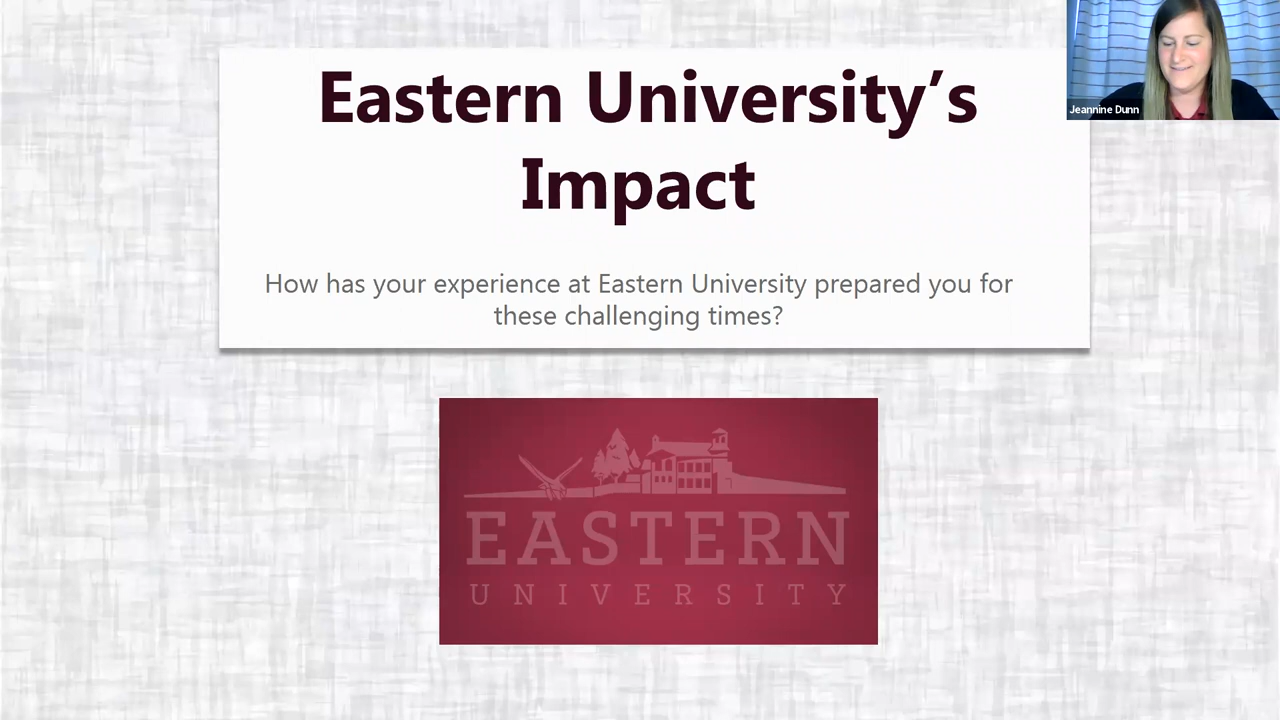 Eastern University’s
Impact
How has your experience at Eastern University prepared you for
these challenging times?
Jeannine Dunn
EASTERN
UNIVERSITY